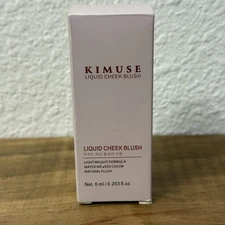 KIMUSE
LIQUID CHEEK BLUSH
LIQUID CHEEK BLUSH
LIGHTWEIGHT FORMULA
WATER INFUSED COLOR
NATURAL FLUSH
Net. 6 ml / 0.203 fl.oz.